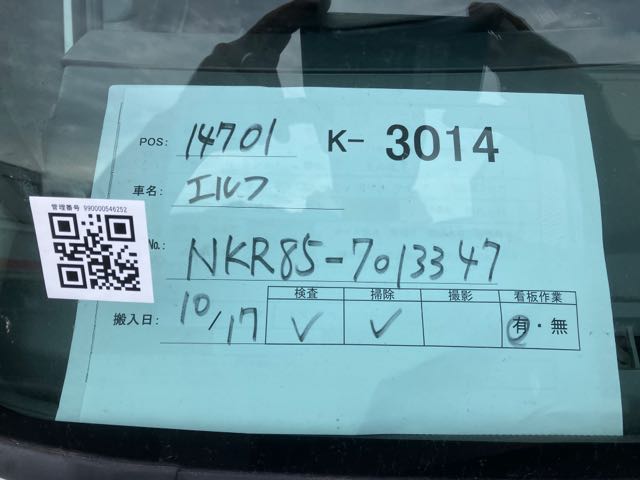 POS: 14701 K- 3014
車名: エルフ
管理番号 990000546252
No.: NKR85-7013347
検査 掃除 撮影 看板作業
搬入日: 10/17 ✓ ✓ 有・無